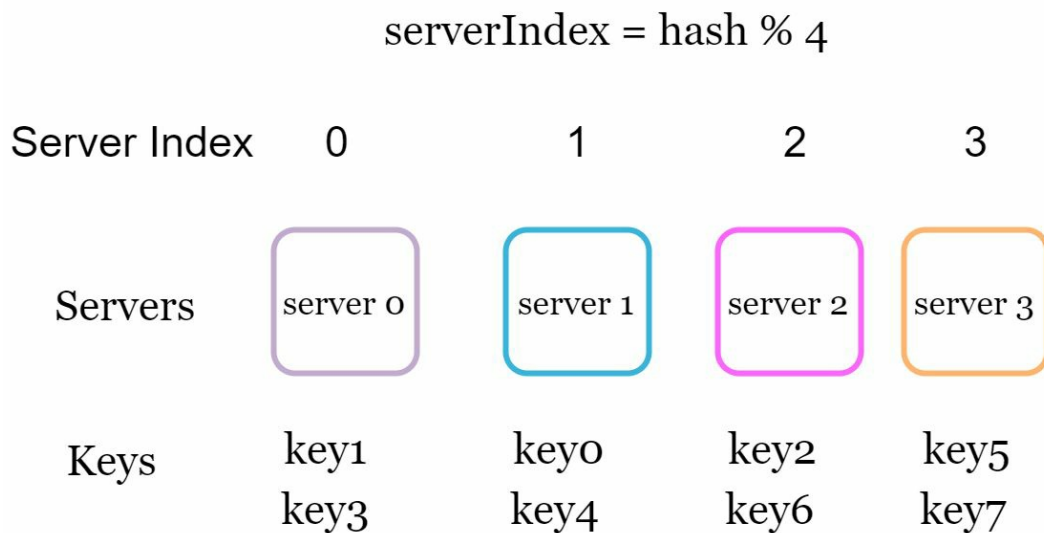 serverIndex = hash % 4
Server Index 0 1 2 3
Servers server 0 server 1 server 2 server 3
Keys key1 key0 key2 key5
key3 key4 key6 key7